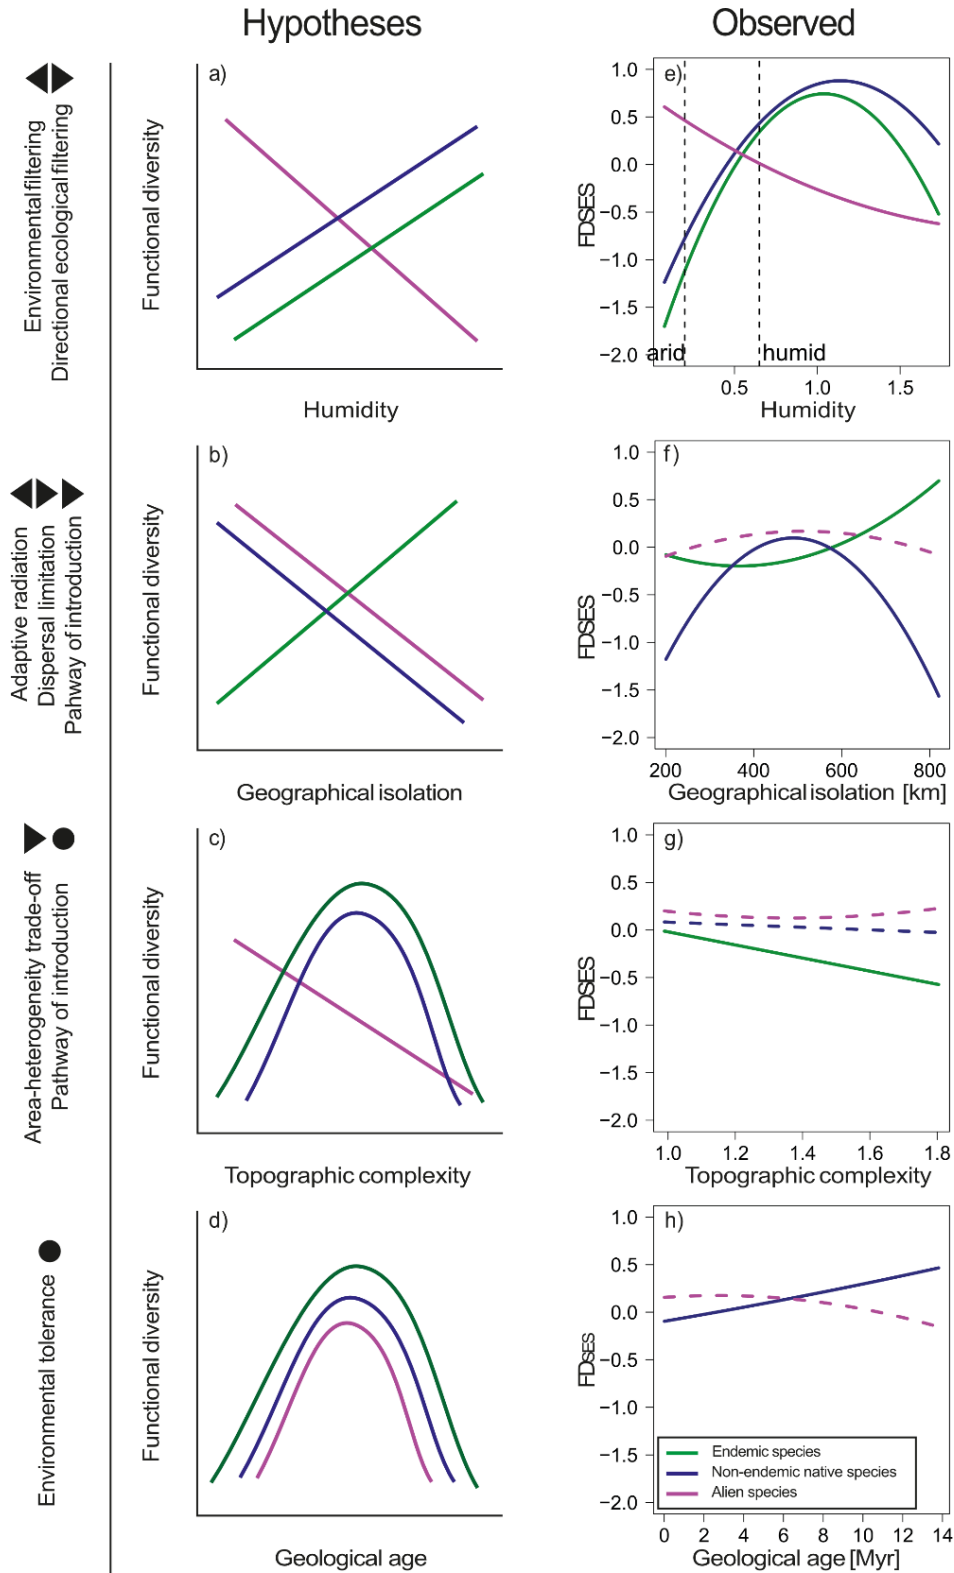 Hypotheses
Observed
Environmental filtering
Directional ecological filtering
a)
Functional diversity
Humidity
e)
FDSES
1.0
0.5
0.0
−0.5
−1.0
−1.5
−2.0
arid
humid
0.5 1.0 1.5
Humidity
Adaptive radiation
Dispersal limitation
Pahway of introduction
b)
Functional diversity
Geographical isolation
f)
FDSES
1.0
0.5
0.0
−0.5
−1.0
−1.5
−2.0
200 400 600 800
Geographical isolation [km]
Area-heterogeneity trade-off
Pathway of introduction
c)
Functional diversity
Topographic complexity
g)
FDSES
1.0
0.5
0.0
−0.5
−1.0
−1.5
−2.0
1.0 1.2 1.4 1.6 1.8
Topographic complexity
Environmental tolerance
d)
Functional diversity
Geological age
h)
FDSES
1.0
0.5
0.0
−0.5
−1.0
−1.5
−2.0
Endemic species
Non-endemic native species
Alien species
0 2 4 6 8 10 12 14
Geological age [Myr]